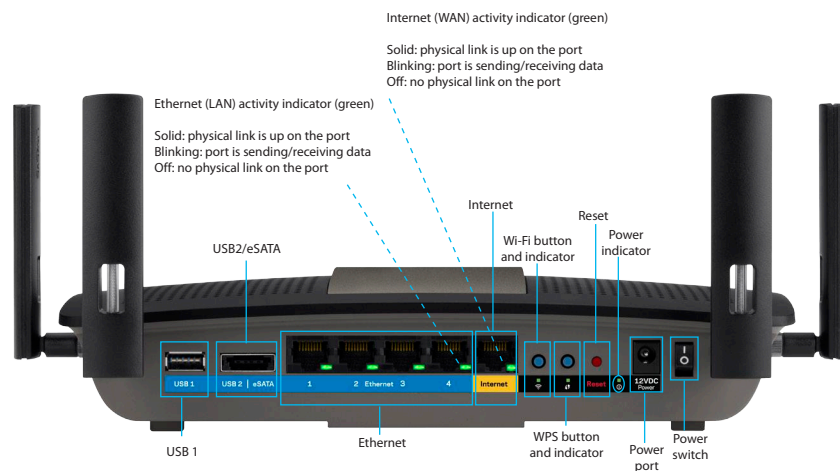 Internet (WAN) activity indicator (green)
Solid: physical link is up on the port
Blinking: port is sending/receiving data
Off: no physical link on the port
Ethernet (LAN) activity indicator (green)
Solid: physical link is up on the port
Blinking: port is sending/receiving data
Off: no physical link on the port
Internet
Reset
USB2/eSATA
Wi-Fi button
and indicator
Power
indicator
USB 1
USB 2 | eSATA
1
2 Ethernet 3
4
Internet
Reset
12VDC
Power
USB 1
Ethernet
WPS button
and indicator
Power
port
Power
switch